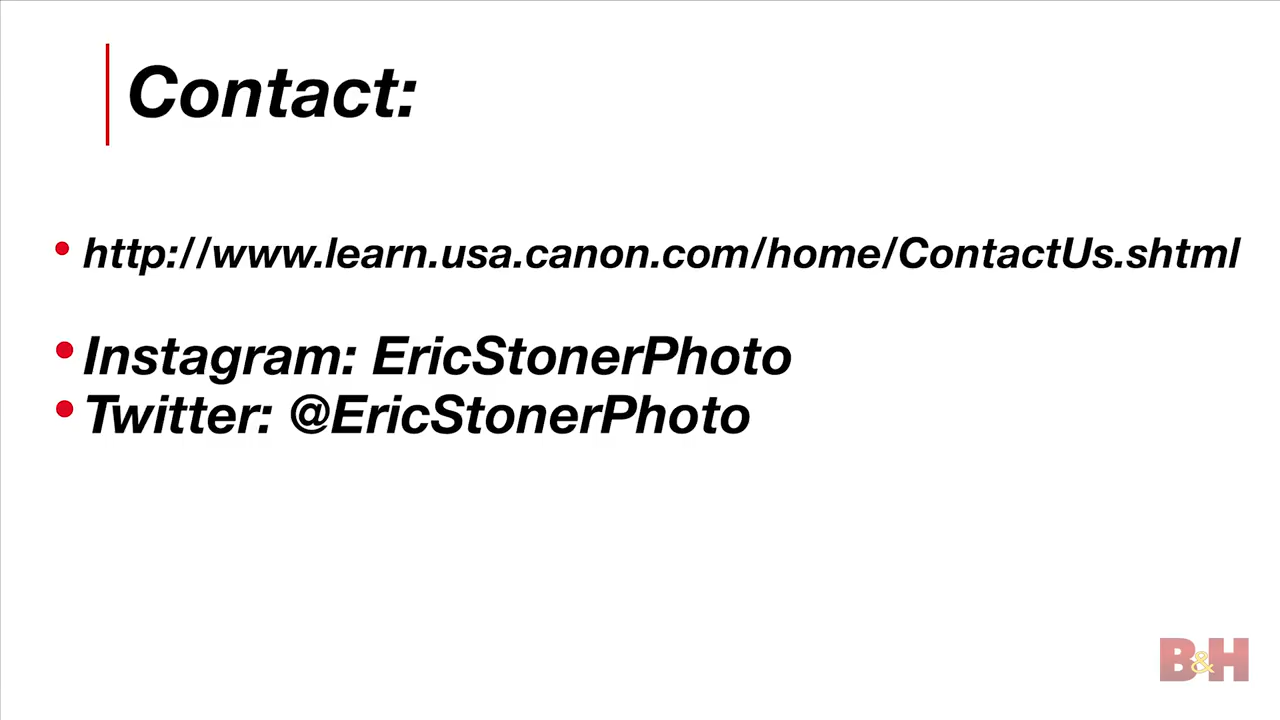 Contact:
http://www.learn.usa.canon.com/home/ContactUs.shtml
Instagram: EricStonerPhoto
Twitter: @EricStonerPhoto
B&H